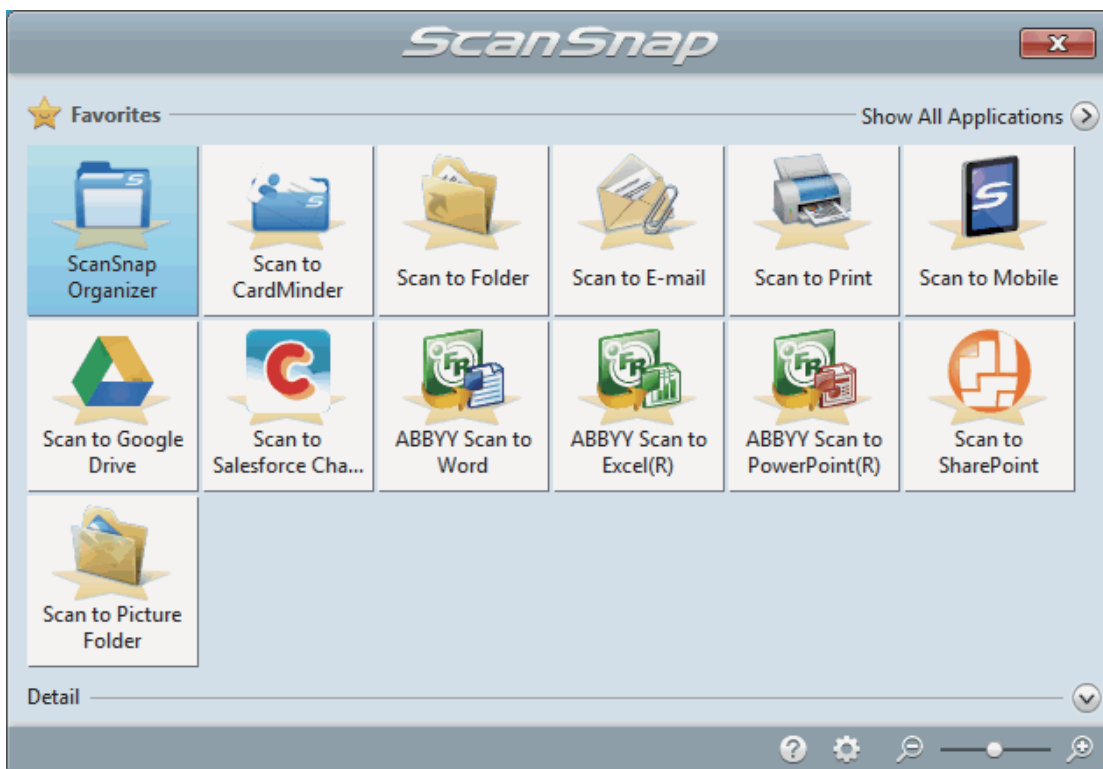 ScanSnap
Favorites
Show All Applications
ScanSnap
Organizer
Scan to
CardMinder
Scan to Folder
Scan to E-mail
Scan to Print
Scan to Mobile
Scan to Google
Drive
Scan to
Salesforce Cha...
ABBYY Scan to
Word
ABBYY Scan to
Excel(R)
ABBYY Scan to
PowerPoint(R)
Scan to
SharePoint
Scan to Picture
Folder
Detail